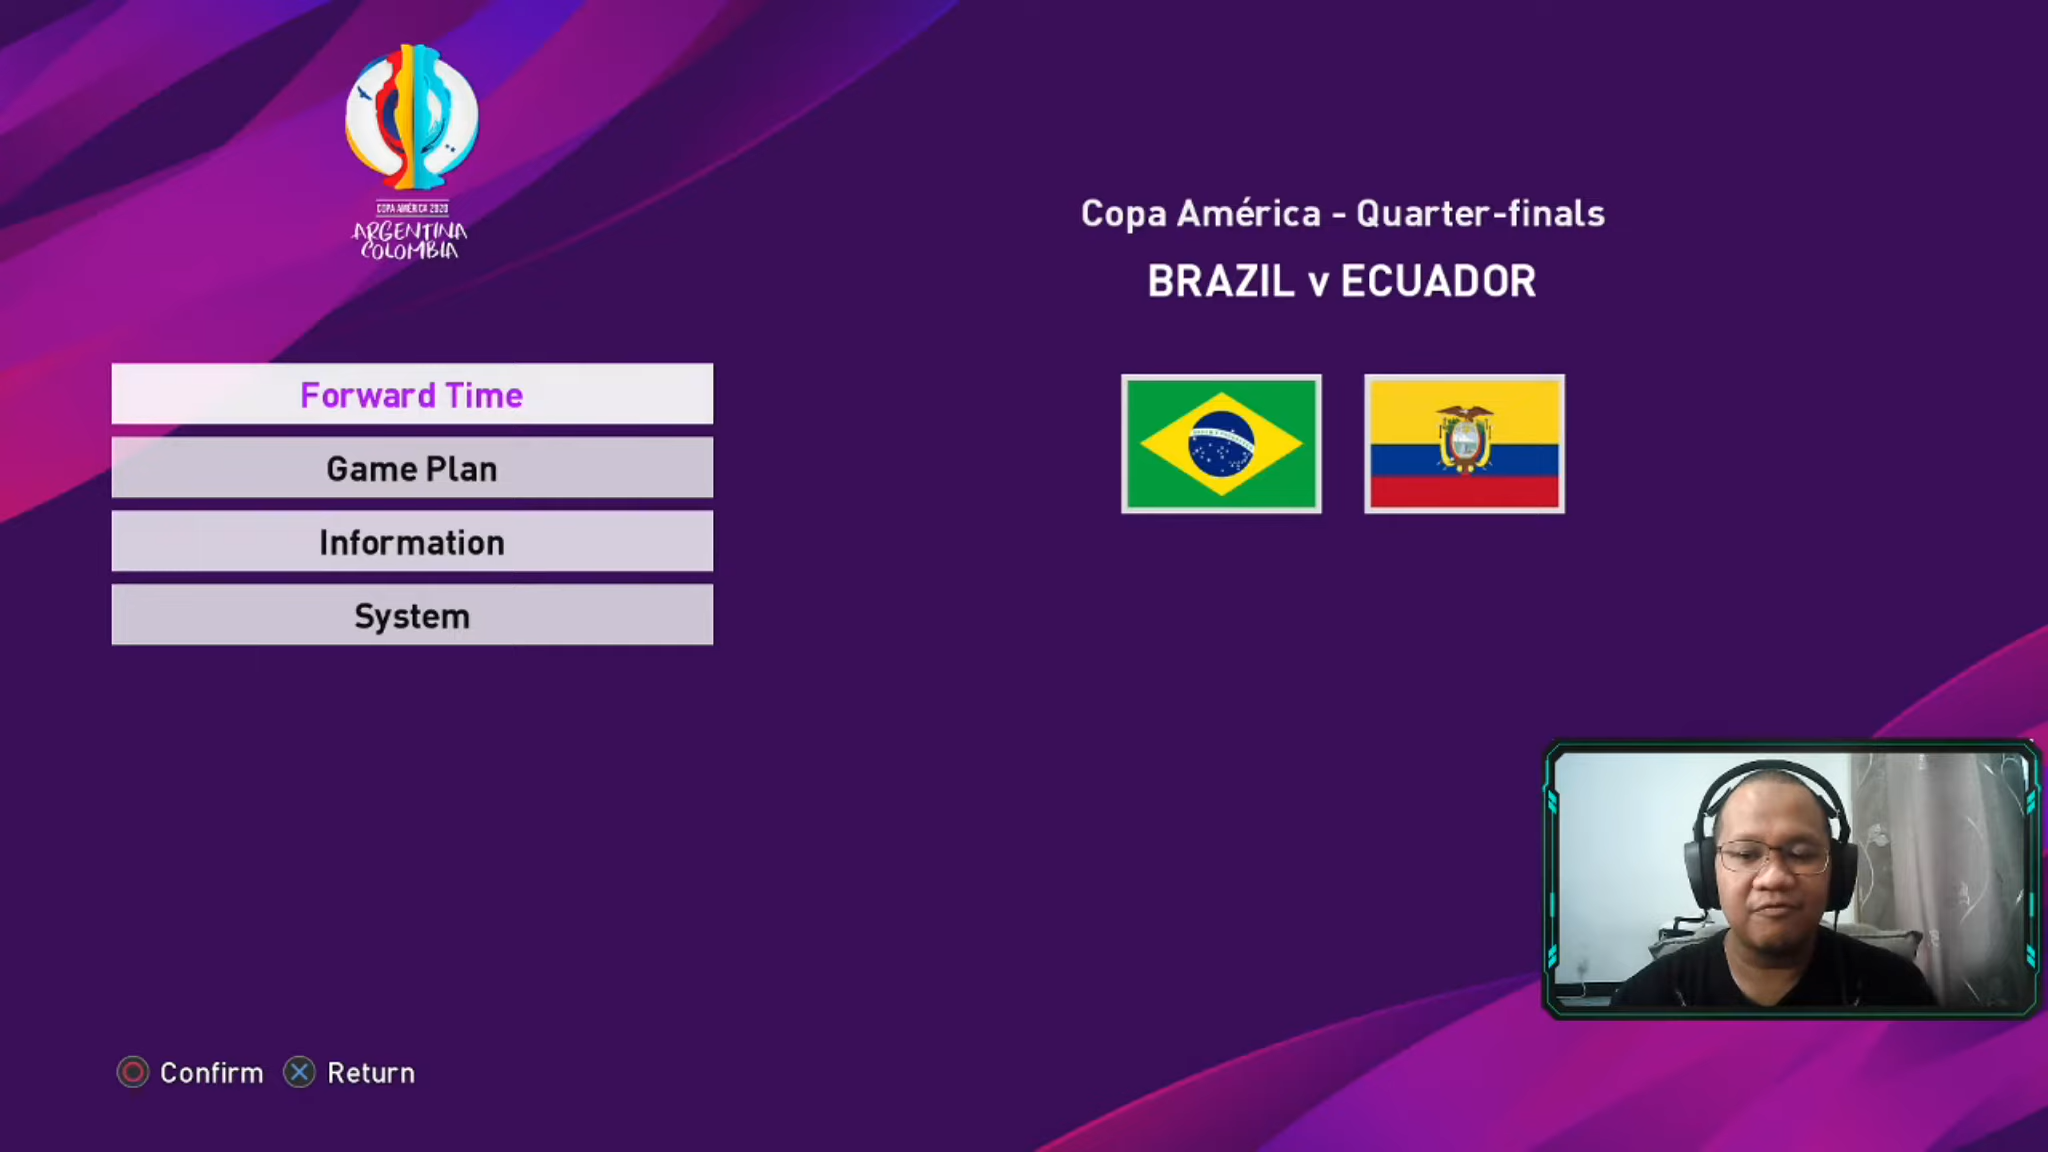 COPA AMÉRICA 2020
ARGENTINA
COLOMBIA
Copa América - Quarter-finals
BRAZIL v ECUADOR
Forward Time
Game Plan
Information
System
Confirm
Return